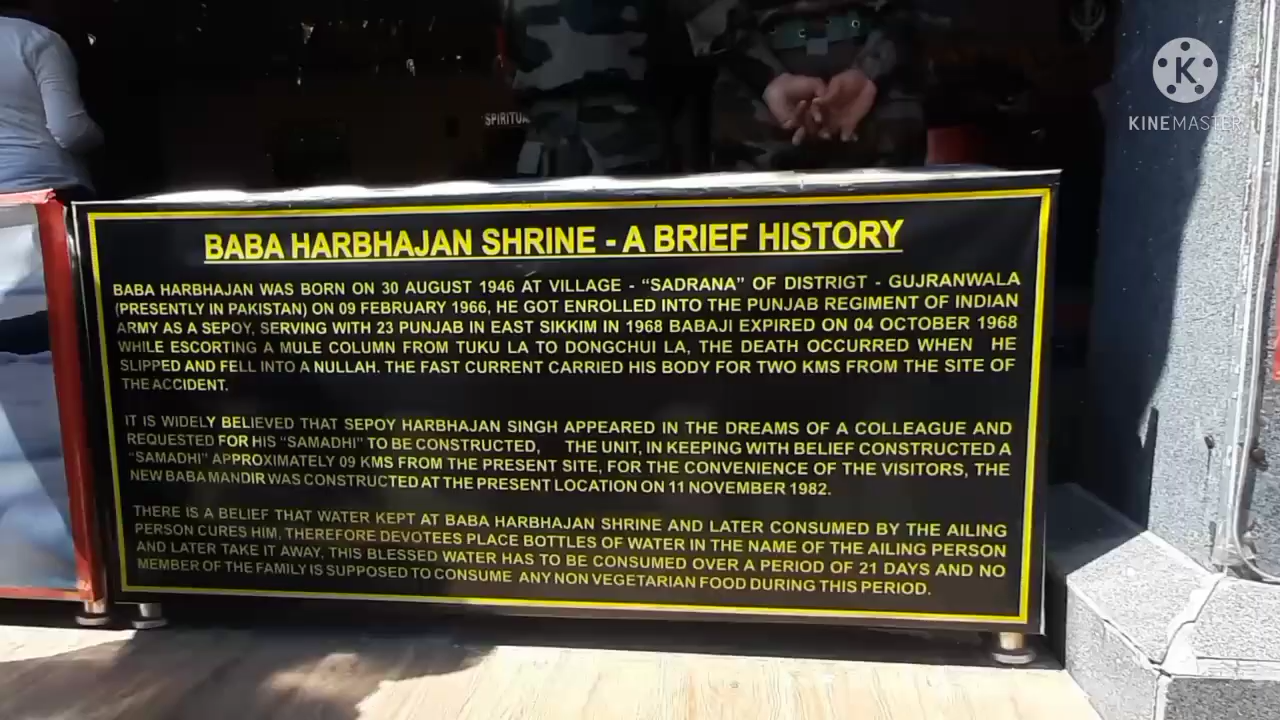 SPIRITUA
KINEMASTER
BABA HARBHAJAN SHRINE - A BRIEF HISTORY
BABA HARBHAJAN WAS BORN ON 30 AUGUST 1946 AT VILLAGE - "SADRANA" OF DISTRIGT - GUJRANWALA
(PRESENTLY IN PAKISTAN) ON 09 FEBRUARY 1966, HE GOT ENROLLED INTO THE PUNJAB REGIMENT OF INDIAN
ARMY AS A SEPOY, SERVING WITH 23 PUNJAB IN EAST SIKKIM IN 1968 BABAJI EXPIRED ON 04 OCTOBER 1968
WHILE ESCORTING A MULE COLUMN FROM TUKU LA TO DONGCHUI LA, THE DEATH OCCURRED WHEN HE
SLIPPED AND FELL INTO A NULLAH. THE FAST CURRENT CARRIED HIS BODY FOR TWO KMS FROM THE SITE OF
THE ACCIDENT.
IT IS WIDELY BELIEVED THAT SEPOY HARBHAJAN SINGH APPEARED IN THE DREAMS OF A COLLEAGUE AND
REQUESTED FOR HIS "SAMADHI" TO BE CONSTRUCTED, THE UNIT, IN KEEPING WITH BELIEF CONSTRUCTED A
"SAMADHI" APPROXIMATELY 09 KMS FROM THE PRESENT SITE, FOR THE CONVENIENCE OF THE VISITORS, THE
NEW BABA MANDIR WAS CONSTRUCTED AT THE PRESENT LOCATION ON 11 NOVEMBER 1982.
THERE IS A BELIEF THAT WATER KEPT AT BABA HARBHAJAN SHRINE AND LATER CONSUMED BY THE AILING
PERSON CURES HIM, THEREFORE DEVOTEES PLACE BOTTLES OF WATER IN THE NAME OF THE AILING PERSON
AND LATER TAKE IT AWAY, THIS BLESSED WATER HAS TO BE CONSUMED OVER A PERIOD OF 21 DAYS AND NO
MEMBER OF THE FAMILY IS SUPPOSED TO CONSUME ANY NON VEGETARIAN FOOD DURING THIS PERIOD.